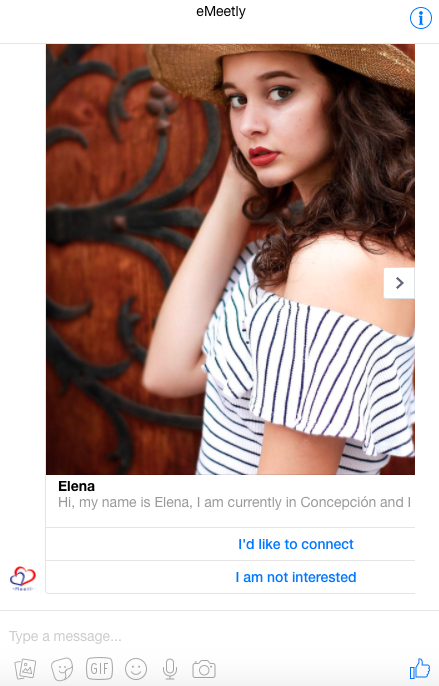 eMeetly
Elena
Hi, my name is Elena, I am currently in Concepción and I
I'd like to connect
I am not interested
Type a message...
GIF